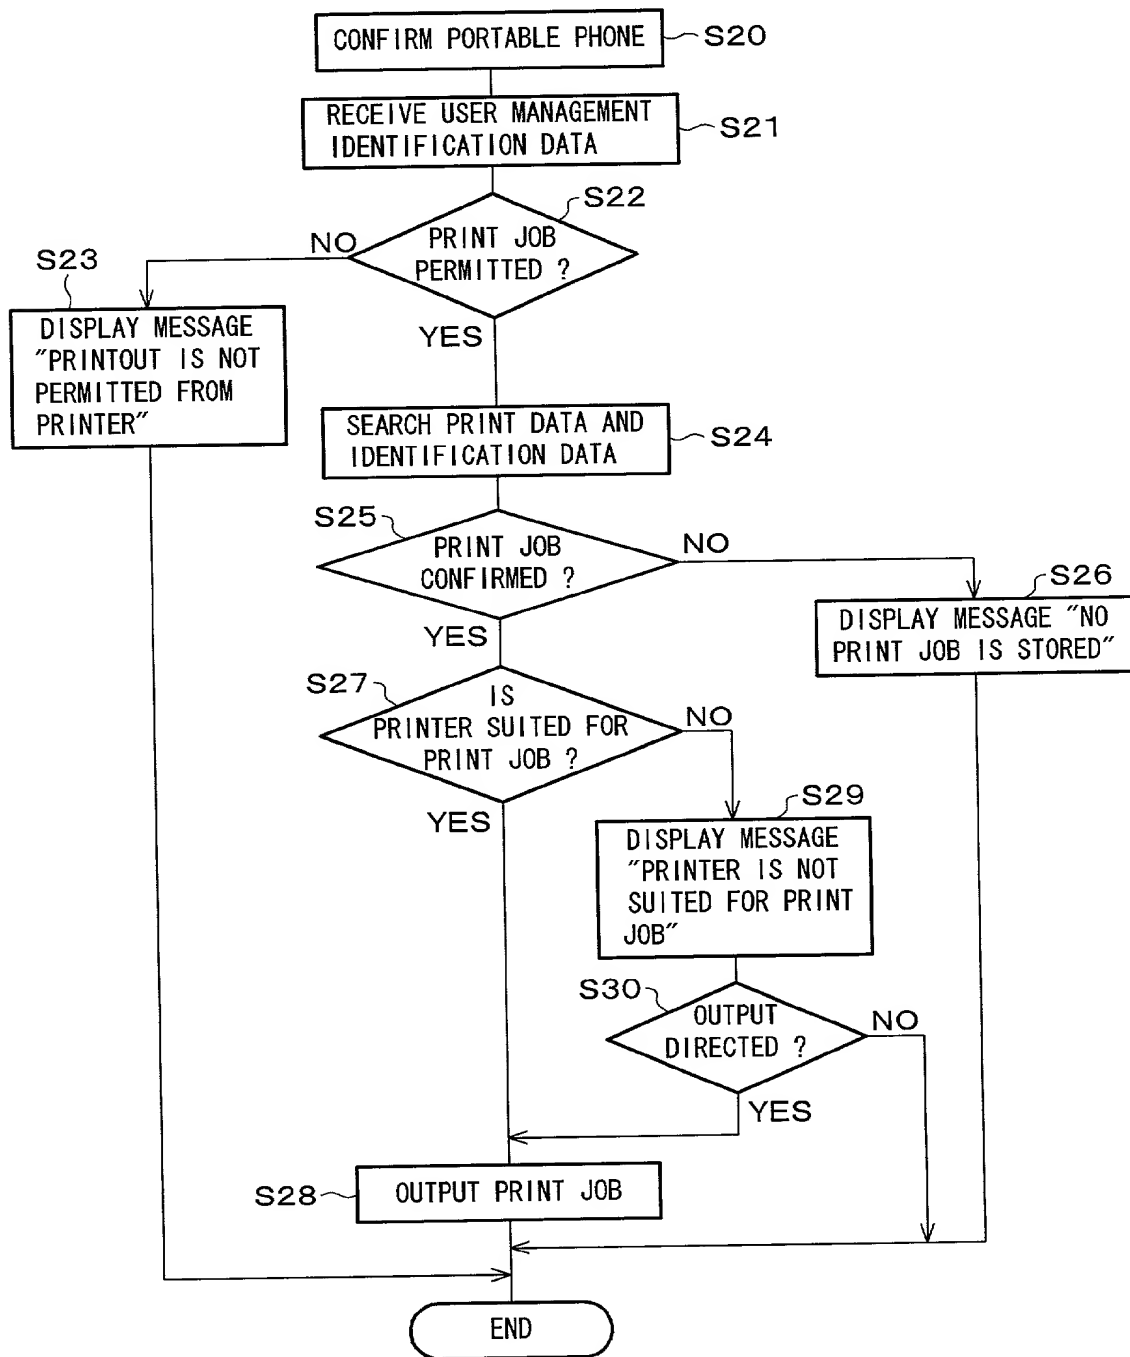 CONFIRM PORTABLE PHONE
S20
RECEIVE USER MANAGEMENT
IDENTIFICATION DATA
S21
S22
PRINT JOB
PERMITTED ?
NO
YES
S23
DISPLAY MESSAGE
"PRINTOUT IS NOT
PERMITTED FROM
PRINTER"
SEARCH PRINT DATA AND
IDENTIFICATION DATA
S24
S25
PRINT JOB
CONFIRMED ?
NO
YES
S26
DISPLAY MESSAGE "NO
PRINT JOB IS STORED"
S27
IS
PRINTER SUITED FOR
PRINT JOB ?
NO
YES
S29
DISPLAY MESSAGE
"PRINTER IS NOT
SUITED FOR PRINT
JOB"
S30
OUTPUT
DIRECTED ?
NO
YES
S28
OUTPUT PRINT JOB
END